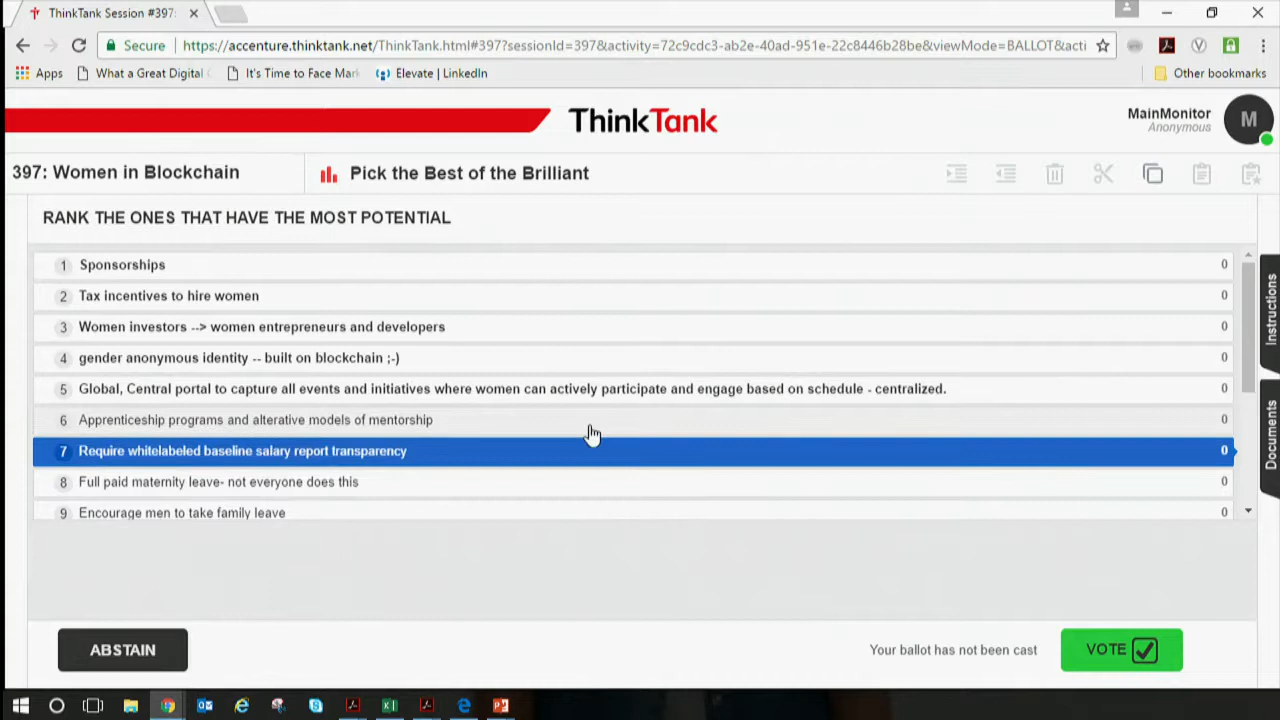 ThinkTank Session #397:
Secure
https://accenture.thinktank.net/ThinkTank.html#397?sessionId=397&activity=72c9cdc3-ab2e-40ad-951e-22c8446b28be&viewMode=BALLOT&acti
Apps
What a Great Digital
It's Time to Face Mar
Elevate | LinkedIn
Other bookmarks
ThinkTank
MainMonitor
Anonymous
M
397: Women in Blockchain
Pick the Best of the Brilliant
RANK THE ONES THAT HAVE THE MOST POTENTIAL
1 Sponsorships 0
2 Tax incentives to hire women 0
3 Women investors --> women entrepreneurs and developers 0
4 gender anonymous identity -- built on blockchain ;-) 0
5 Global, Central portal to capture all events and initiatives where women can actively participate and engage based on schedule - centralized. 0
6 Apprenticeship programs and alterative models of mentorship 0
7 Require whitelabeled baseline salary report transparency 0
8 Full paid maternity leave- not everyone does this 0
9 Encourage men to take family leave 0
Instructions
Documents
ABSTAIN
Your ballot has not been cast
VOTE